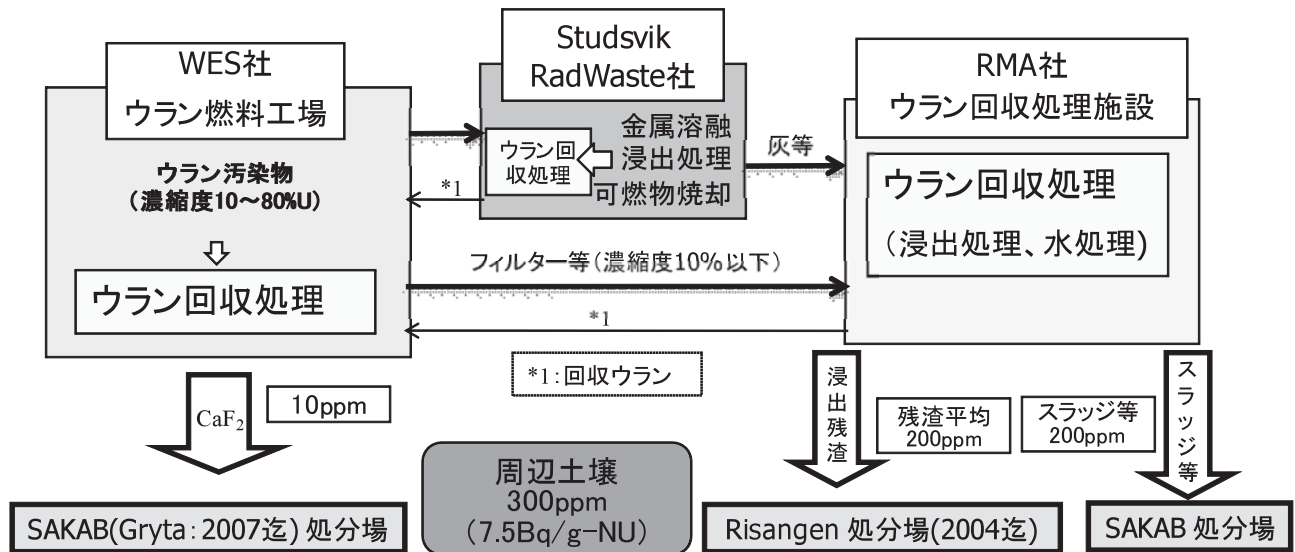 WES社
ウラン燃料工場
ウラン汚染物
(濃縮度10~80%U)
ウラン回収処理
Studsvik
RadWaste社
金属溶融
浸出処理
可燃物焼却
ウラン回
収処理
*1
灰等
RMA社
ウラン回収処理施設
ウラン回収処理
(浸出処理、水処理)
フィルター等(濃縮度10%以下)
*1
*1:回収ウラン
CaF₂
10ppm
周辺土壌
300ppm
(7.5Bq/g-NU)
浸出残渣
残渣平均
200ppm
スラッジ等
200ppm
スラッジ等
SAKAB(Gryta:2007迄) 処分場
Risangen 処分場(2004迄)
SAKAB 処分場